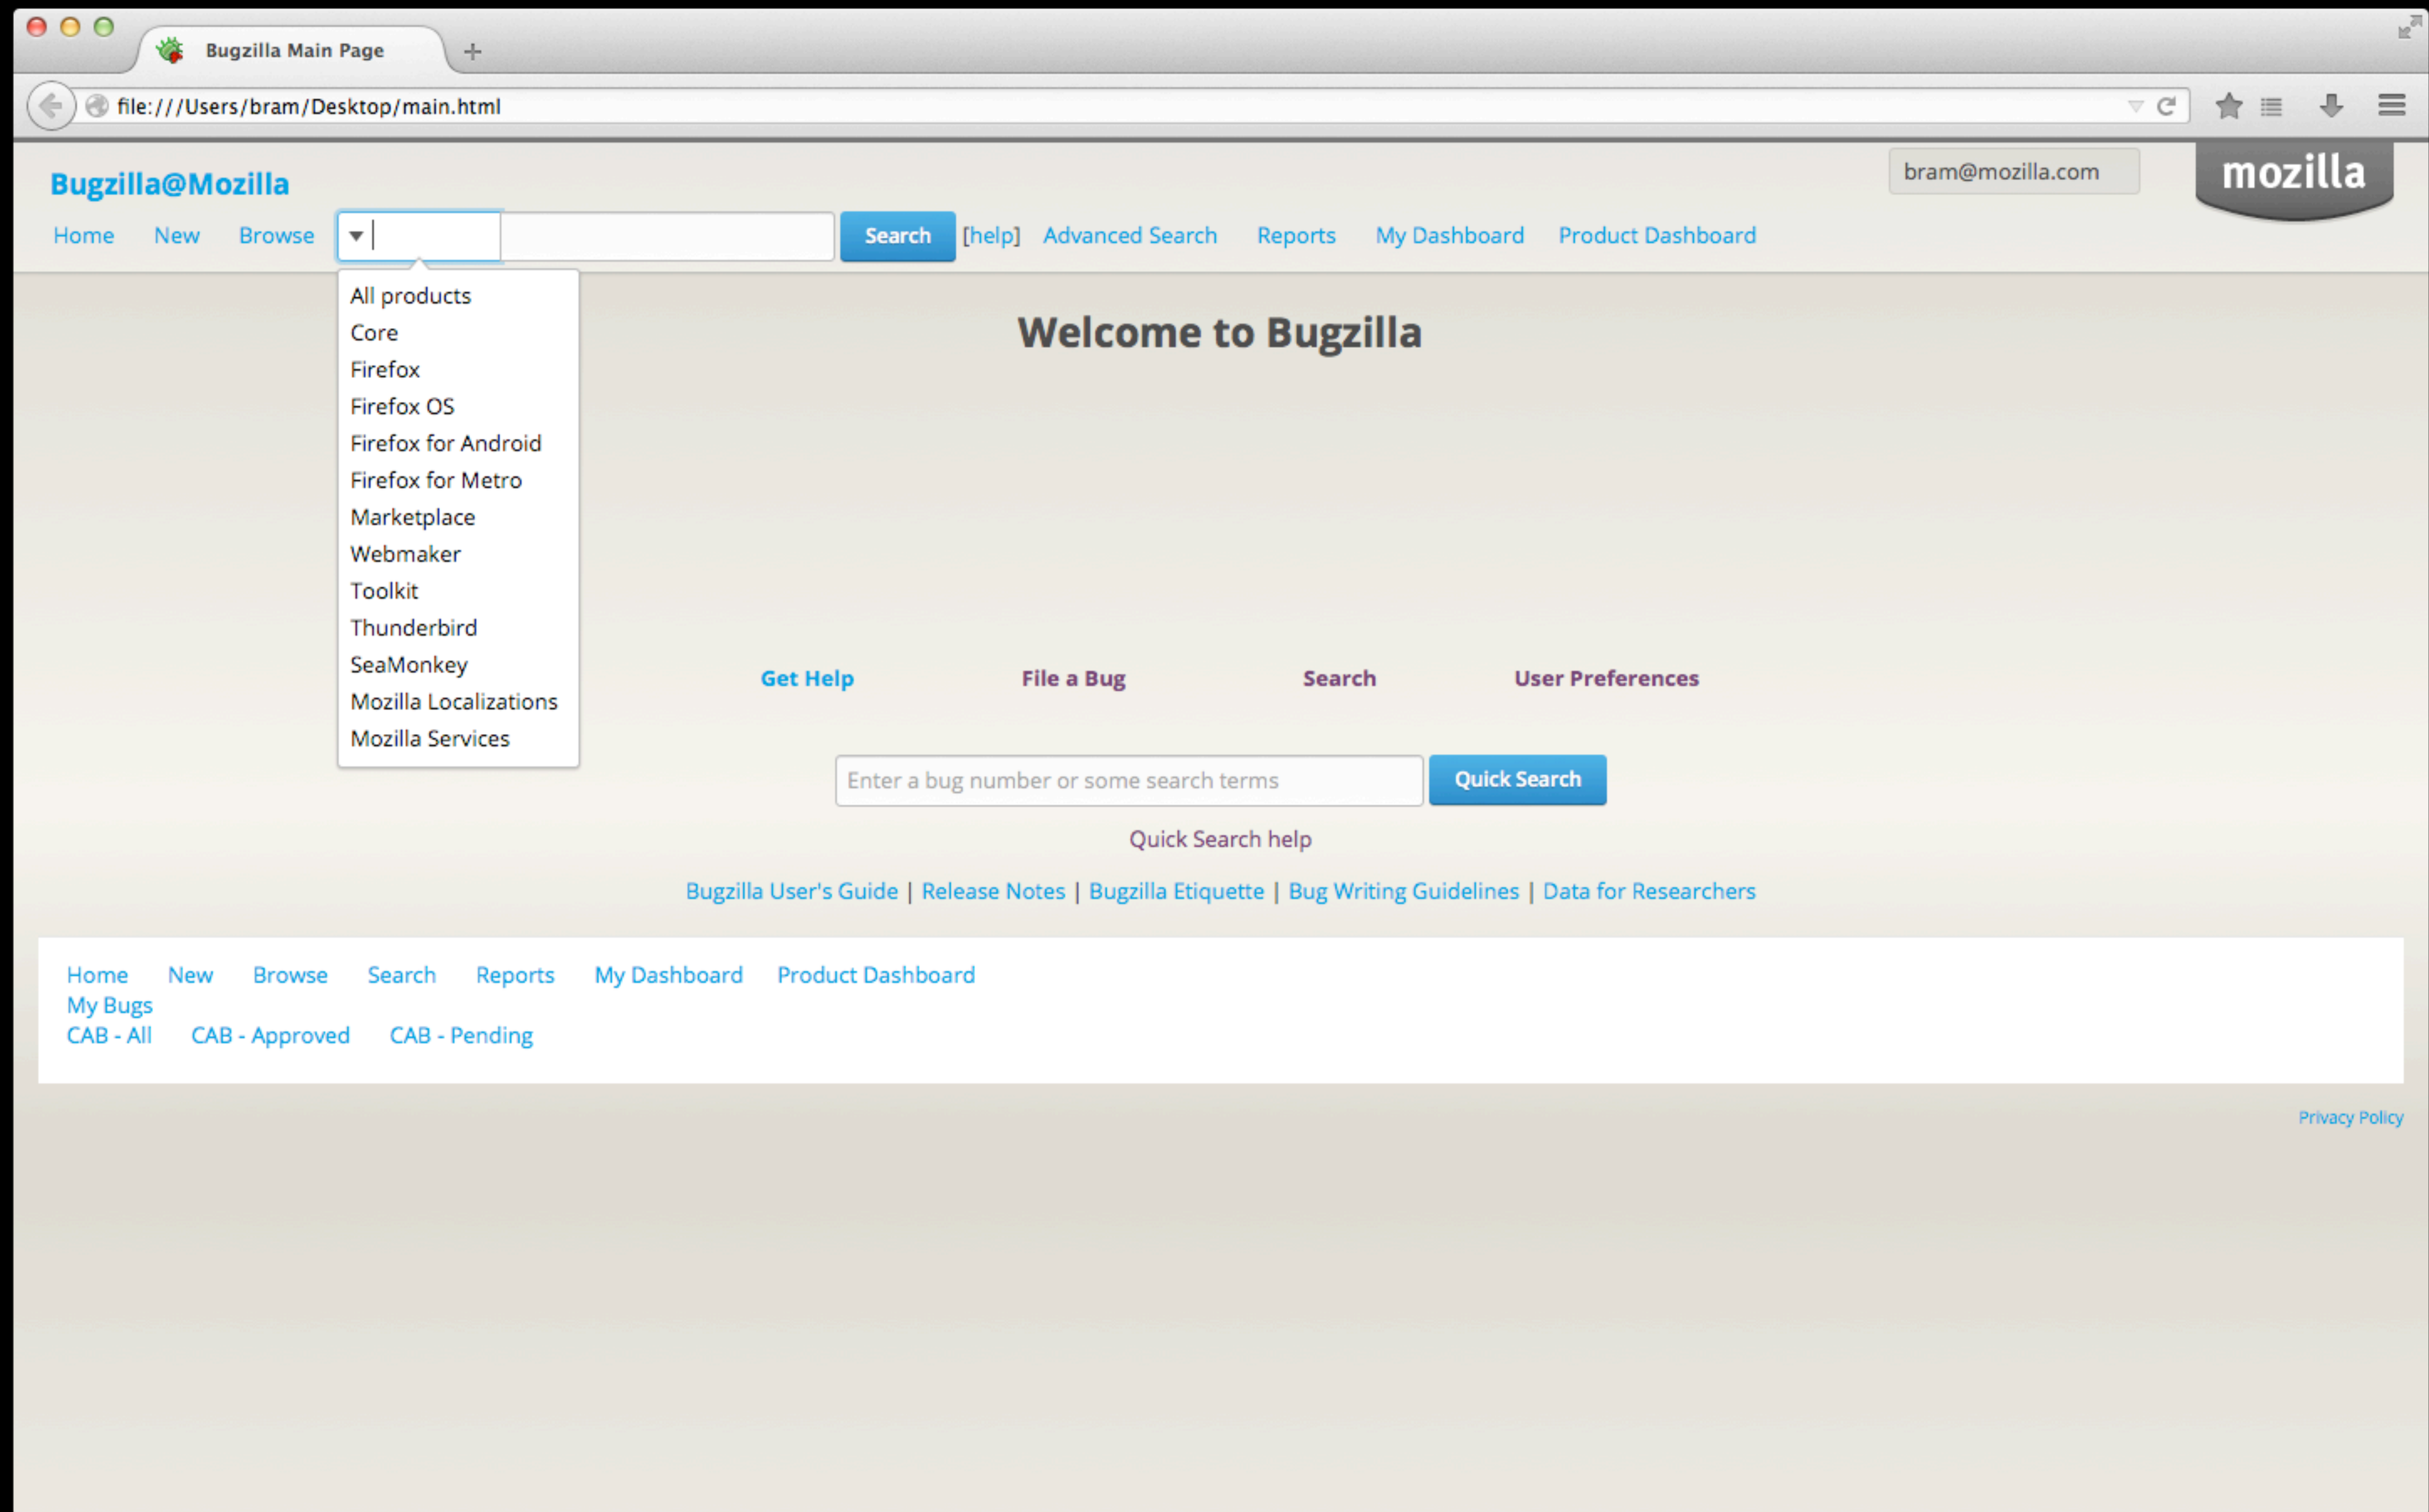 Bugzilla Main Page
file:///Users/bram/Desktop/main.html
bram@mozilla.com
mozilla
Bugzilla@Mozilla
Home New Browse Search [help] Advanced Search Reports My Dashboard Product Dashboard
All products
Core
Firefox
Firefox OS
Firefox for Android
Firefox for Metro
Marketplace
Webmaker
Toolkit
Thunderbird
SeaMonkey
Mozilla Localizations
Mozilla Services
Welcome to Bugzilla
Get Help File a Bug Search User Preferences
Enter a bug number or some search terms Quick Search
Quick Search help
Bugzilla User's Guide | Release Notes | Bugzilla Etiquette | Bug Writing Guidelines | Data for Researchers
Home New Browse Search Reports My Dashboard Product Dashboard
My Bugs
CAB - All CAB - Approved CAB - Pending
Privacy Policy